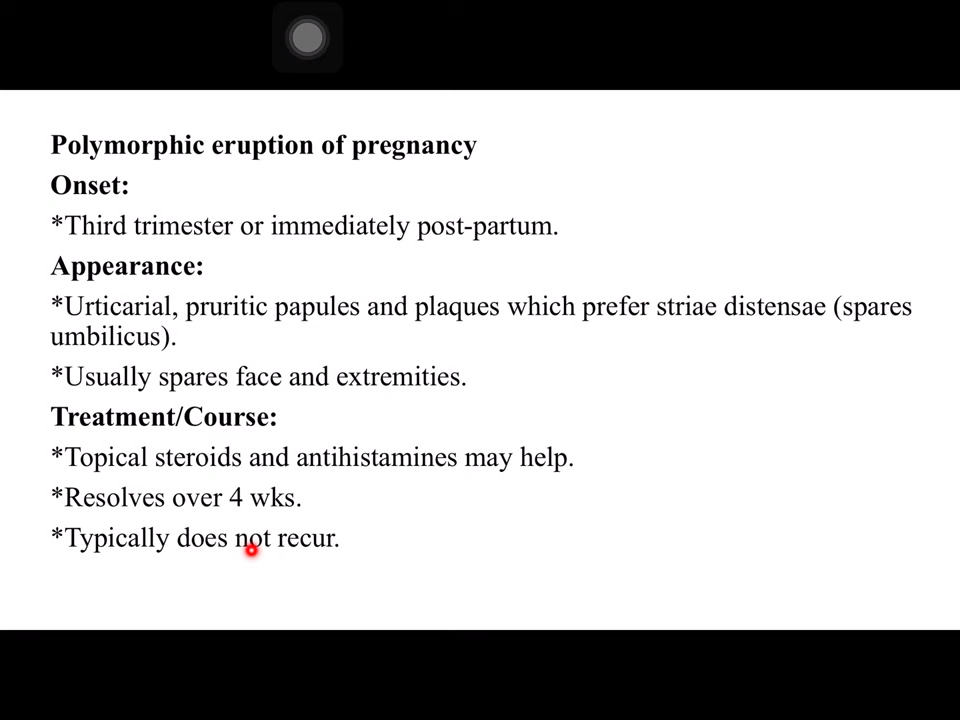 Polymorphic eruption of pregnancy
Onset:
*Third trimester or immediately post-partum.
Appearance:
*Urticarial, pruritic papules and plaques which prefer striae distensae (spares
umbilicus).
*Usually spares face and extremities.
Treatment/Course:
*Topical steroids and antihistamines may help.
*Resolves over 4 wks.
*Typically does not recur.